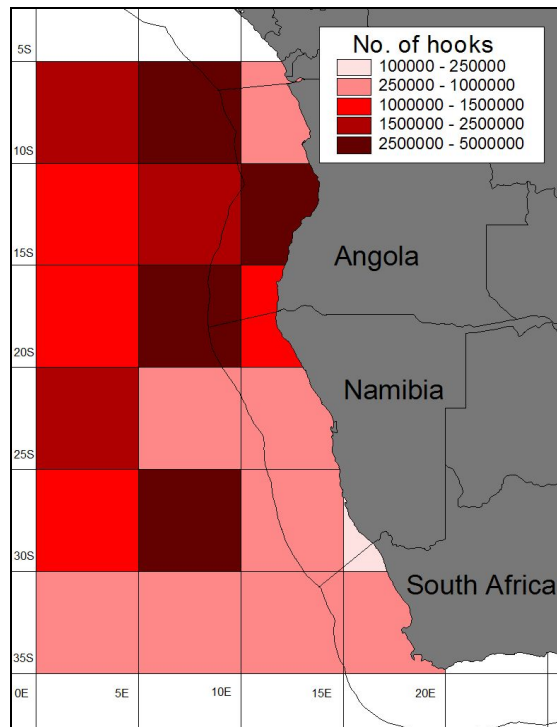 No. of hooks
100000 - 250000
250000 - 1000000
1000000 - 1500000
1500000 - 2500000
2500000 - 5000000
5S
10S
15S
Angola
20S
Namibia
25S
30S
South Africa
35S
0E 5E 10E 15E 20E